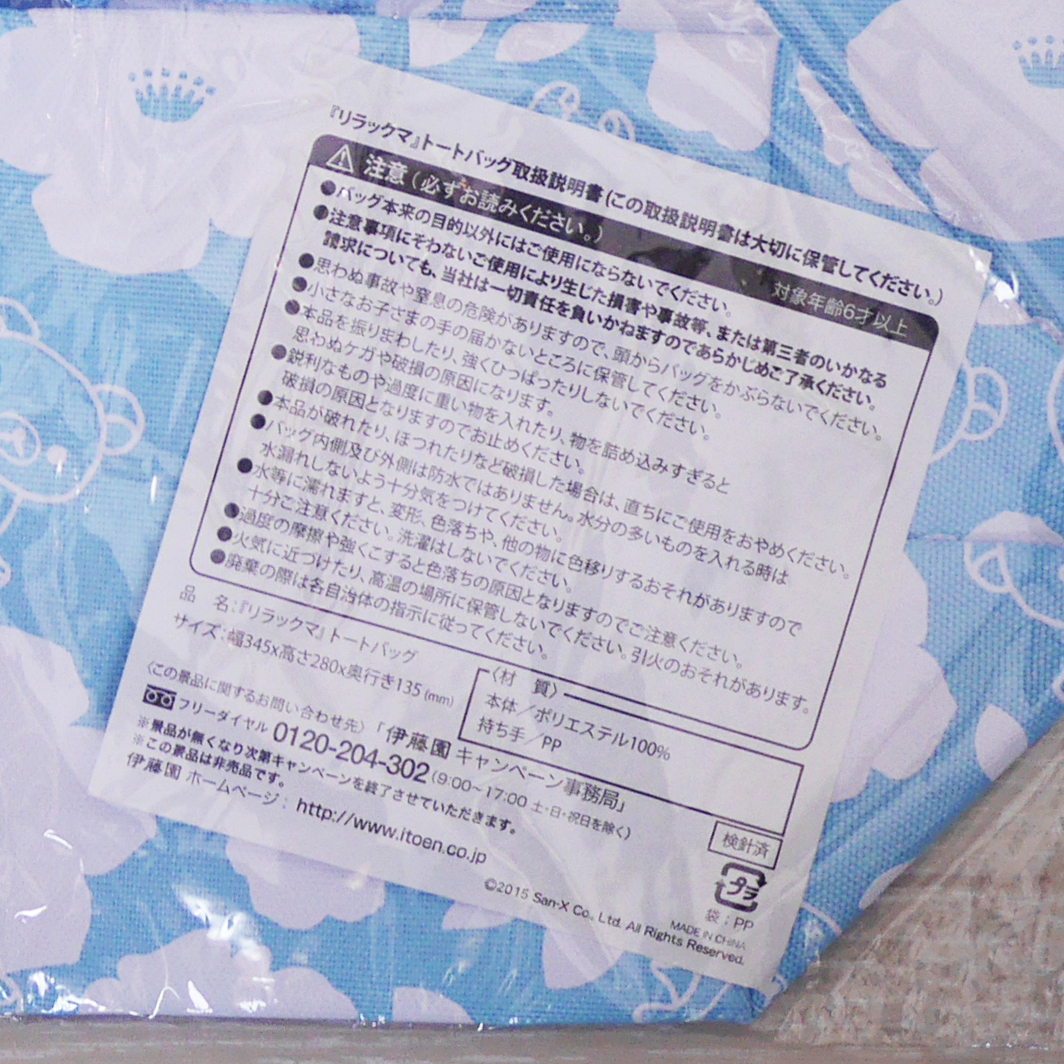 『リラックマ』トートバッグ取扱説明書(この取扱説明書は大切に保管してください。)
注意(必ずお読みください。)
対象年齢6才以上
●バッグ本来の目的以外にはご使用にならないでください。
●注意事項にそわないご使用により生じた損害や事故等、または第三者のいかなる
請求についても、当社は一切責任を負いかねますのであらかじめご了承ください。
●思わぬ事故や窒息の危険がありますので、頭からバッグをかぶらないでください。
●小さなお子さまの手の届かないところに保管してください。
●本品を振りまわしたり、強くひっぱったりしないでください。
思わぬケガや破損の原因になります。
●鋭利なものや過度に重い物を入れたり、物を詰め込みすぎると
破損の原因となりますのでお止めください。
●本品が破れたり、ほつれたりなど破損した場合は、直ちにご使用をおやめください。
●バッグ内側及び外側は防水ではありません。水分の多いものを入れる時は
水漏れしないよう十分気をつけてください。
●水等に濡れますと、変形、色落ちや、他の物に色移りするおそれがありますので
十分ご注意ください。洗濯はしないでください。
●過度の摩擦や強くこすると色落ちの原因となりますのでご注意ください。
●火気に近づけたり、高温の場所に保管しないでください。引火のおそれがあります。
●廃棄の際は各自治体の指示に従ってください。
品 名:『リラックマ』トートバッグ
サイズ:幅345x高さ280x奥行き135(mm)
〈材 質〉
本体/ポリエステル100%
持ち手/PP
〈この景品に関するお問い合わせ先〉「伊藤園 キャンペーン事務局」
フリーダイヤル 0120-204-302(9:00~17:00 土・日・祝日を除く)
※景品が無くなり次第キャンペーンを終了させていただきます。
※この景品は非売品です。
伊藤園 ホームページ: http://www.itoen.co.jp
検針済
プラ
袋:PP
MADE IN CHINA
©2015 San-X Co., Ltd. All Rights Reserved.